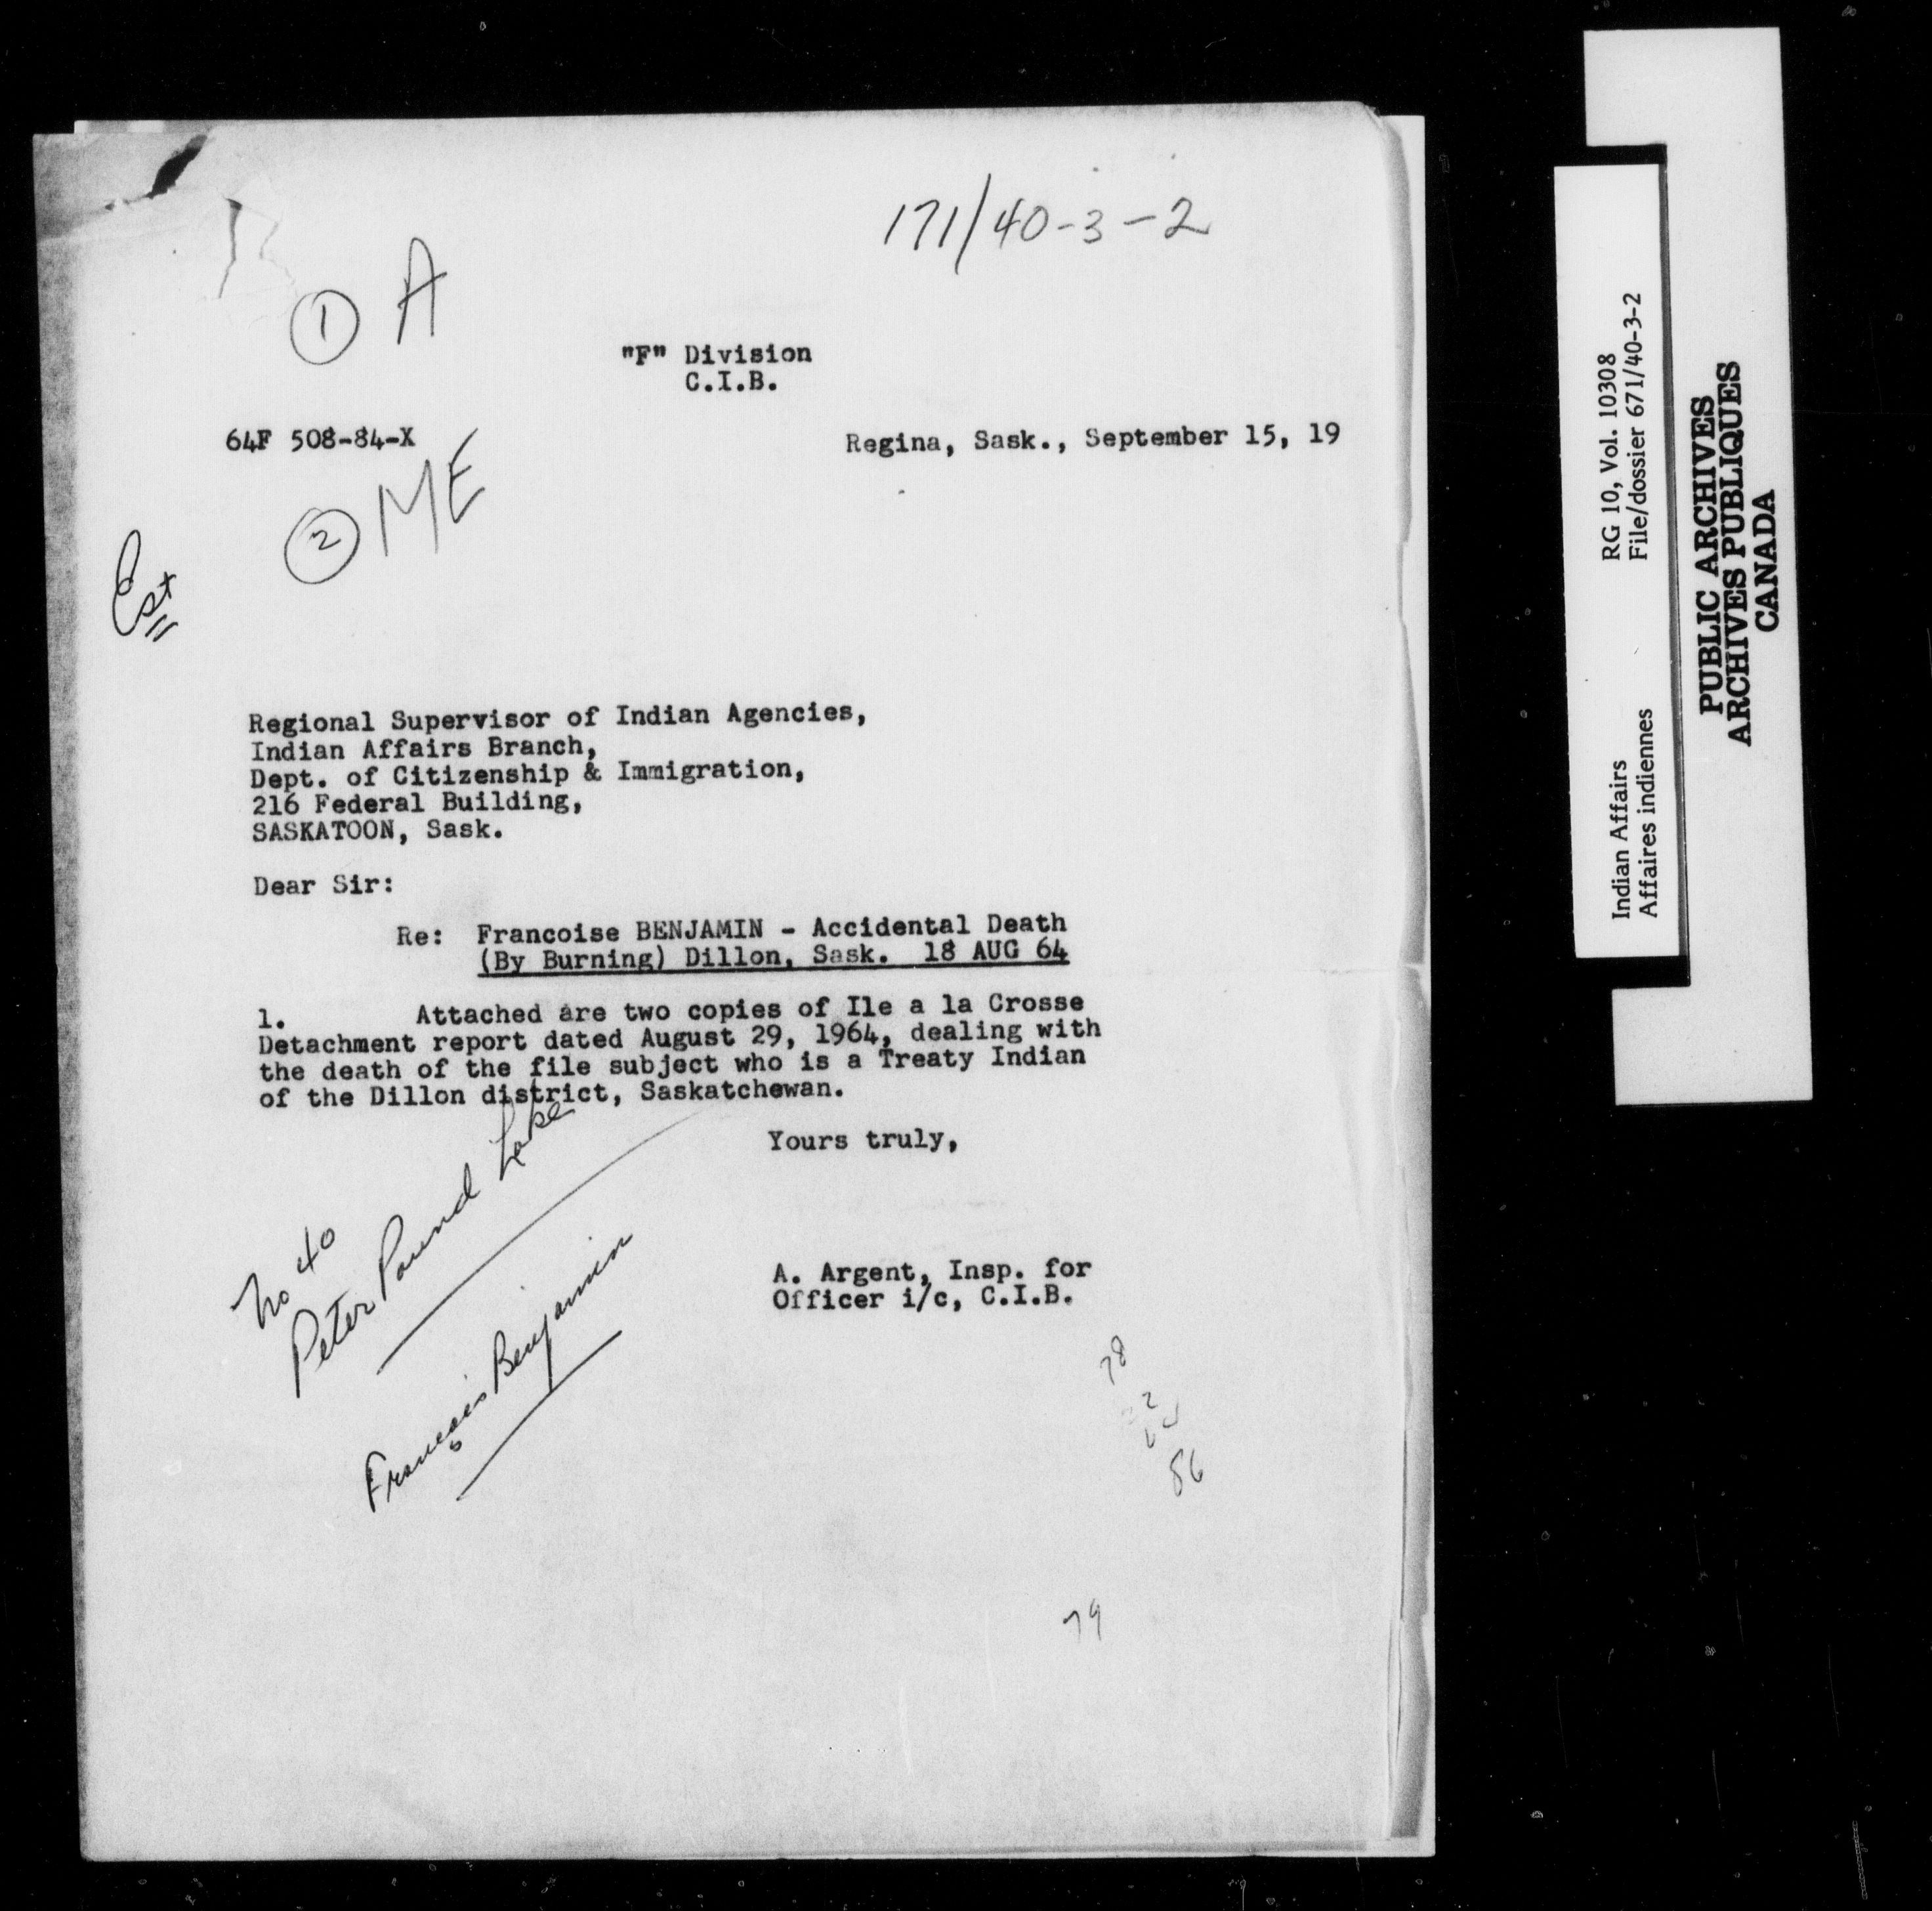 171/40-3-2
1 A
"F" Division
C.I.B.
64F 508-84-X
Regina, Sask., September 15, 19
2 ME
Est
Regional Supervisor of Indian Agencies,
Indian Affairs Branch,
Dept. of Citizenship & Immigration,
216 Federal Building,
SASKATOON, Sask.
Dear Sir:
Re: Francoise BENJAMIN - Accidental Death
(By Burning) Dillon, Sask. 18 AUG 64
1. Attached are two copies of Ile a la Crosse
Detachment report dated August 29, 1964, dealing with
the death of the file subject who is a Treaty Indian
of the Dillon district, Saskatchewan.
Yours truly,
A. Argent, Insp. for
Officer i/c, C.I.B.
No 40
Peter Pound Lake
François Benjamin
78
2
86
79
RG 10, Vol. 10308
File/dossier 671/40-3-2
Indian Affairs
Affaires indiennes
PUBLIC ARCHIVES
ARCHIVES PUBLIQUES
CANADA